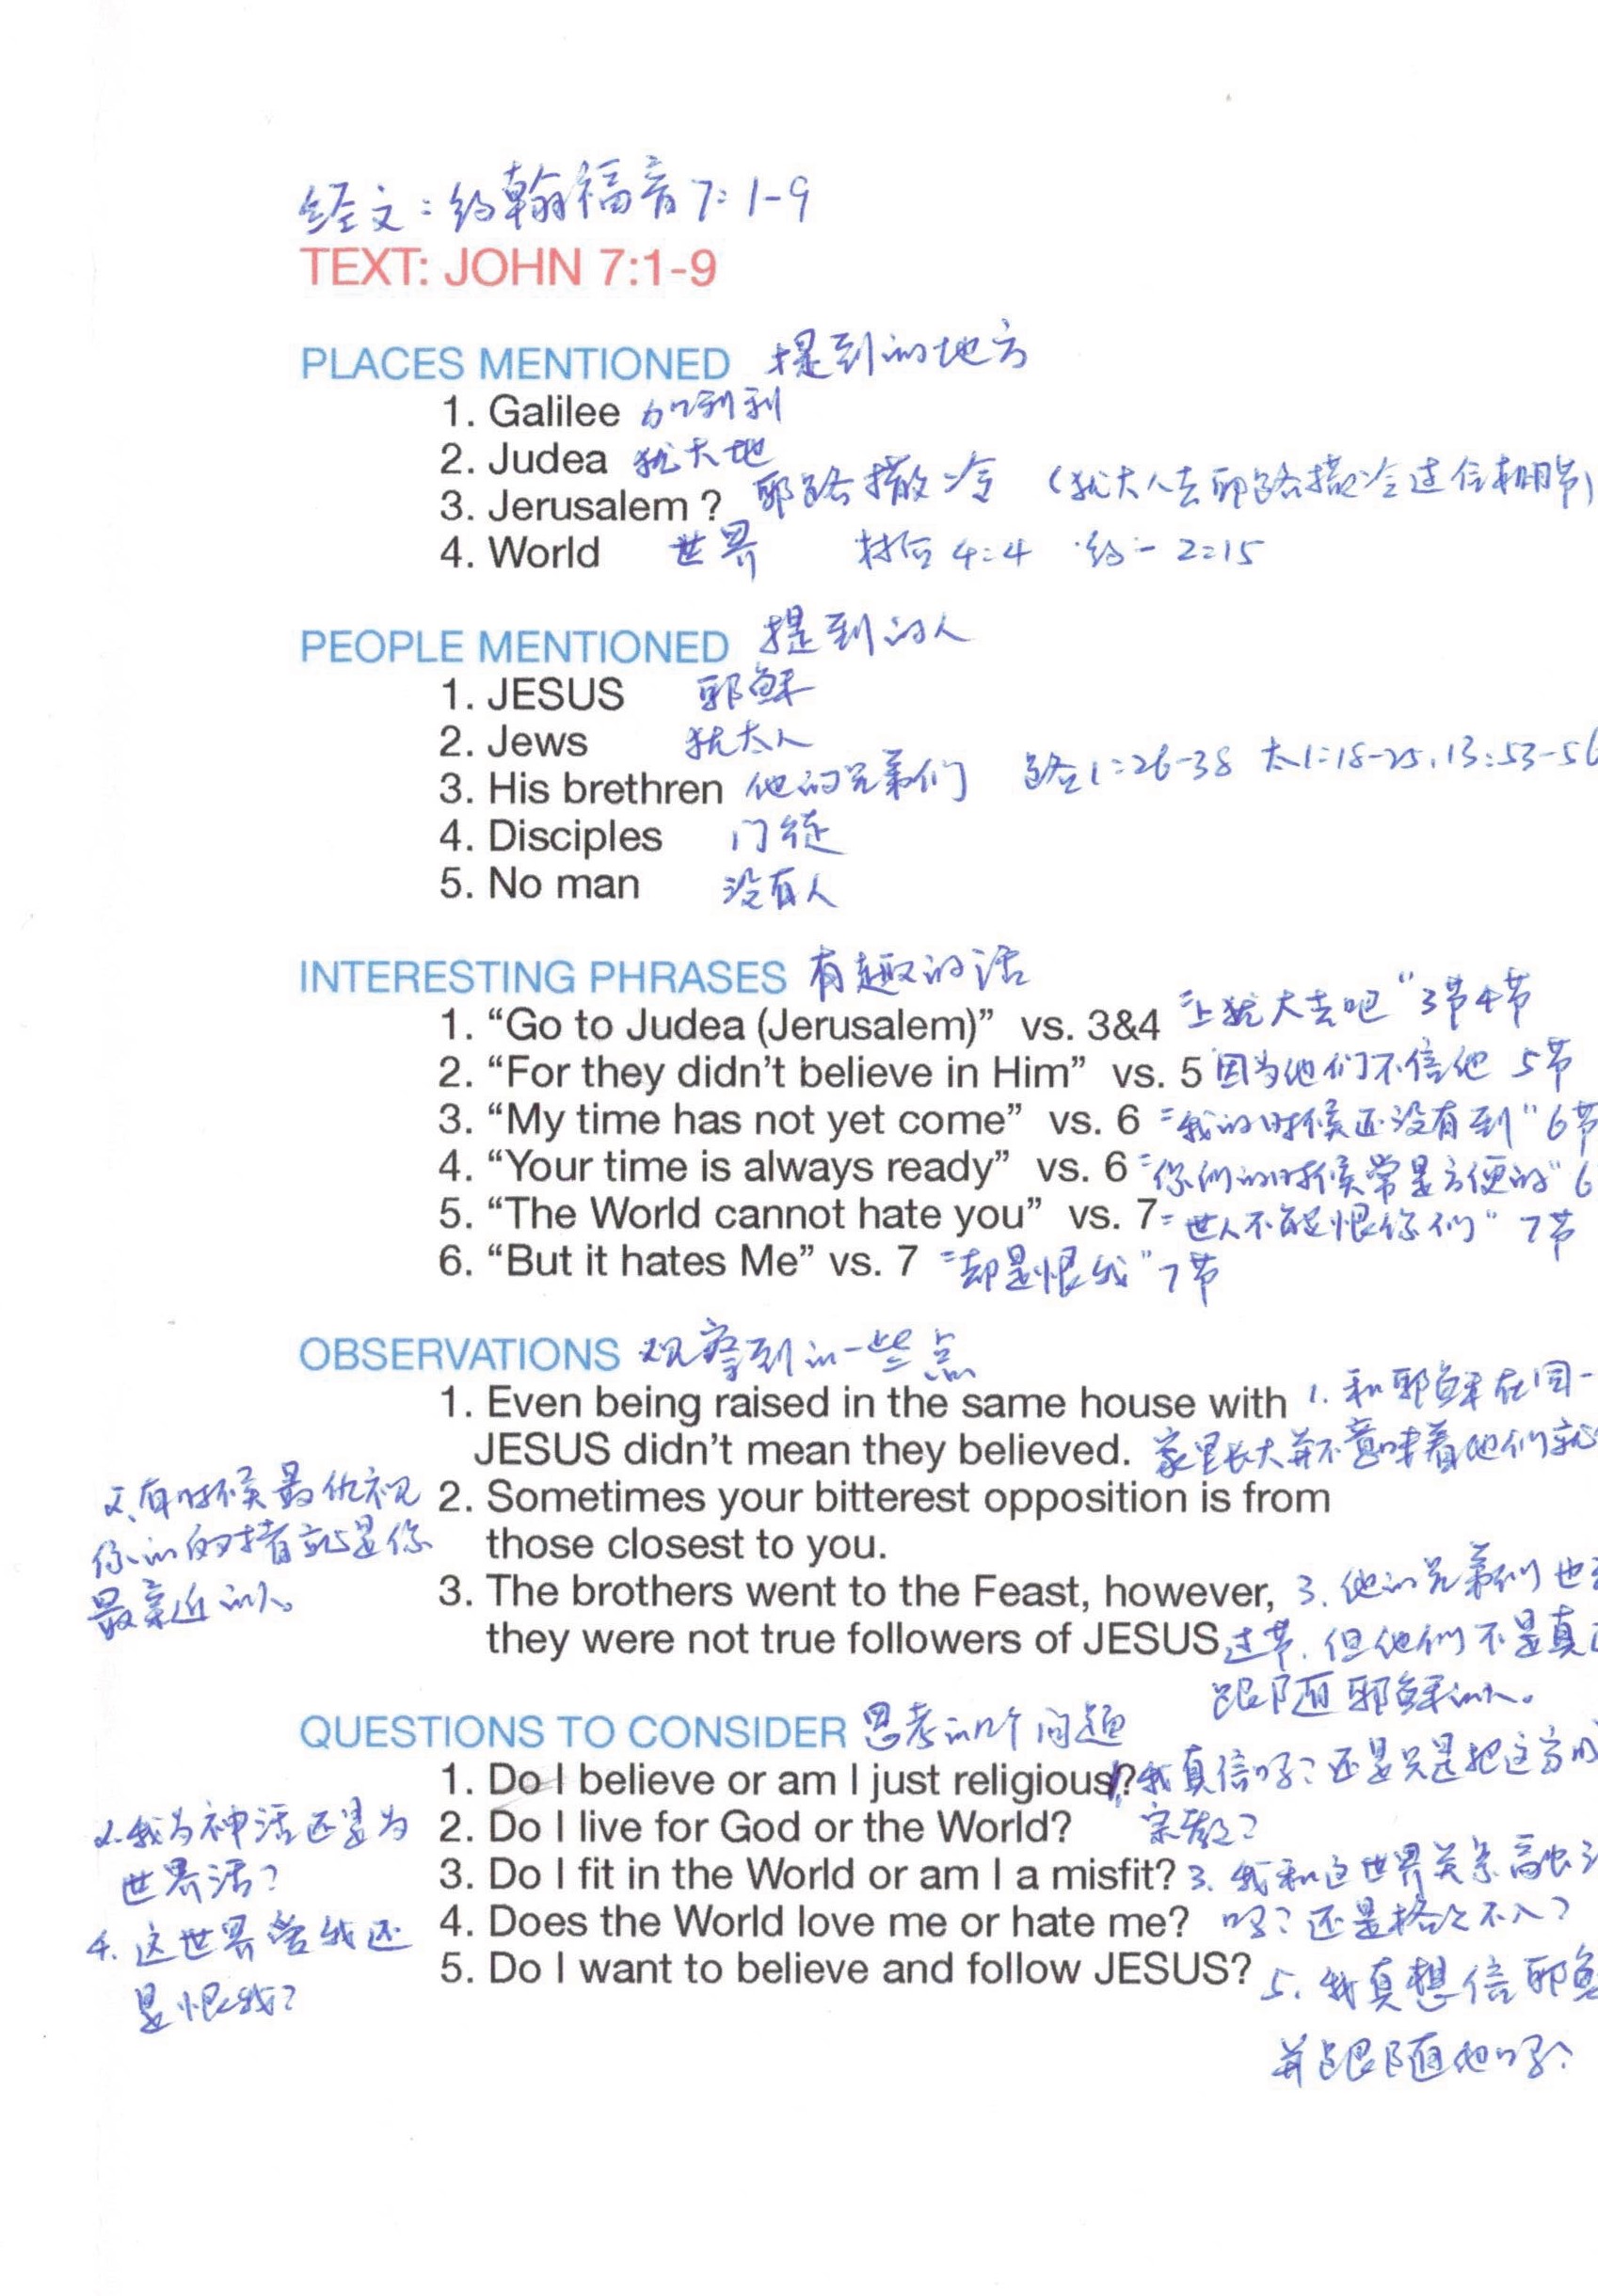 经文：约翰福音7：1-9
TEXT: JOHN 7:1-9
PLACES MENTIONED 提到的地方
1. Galilee 加利利
2. Judea 犹大地
3. Jerusalem ? 耶路撒冷 （犹大人去耶路撒冷过住棚节）
4. World 世界 林后4:4 约一 2:15
PEOPLE MENTIONED 提到的人
1. JESUS 耶稣
2. Jews 犹太人
3. His brethren 他的兄弟们 路1:26-38 太1:18-25, 13:53-56
4. Disciples 门徒
5. No man 没有人
INTERESTING PHRASES 有趣的话
1. “Go to Judea (Jerusalem)” vs. 3&4 “上犹大去吧” 3节4节
2. “For they didn’t believe in Him” vs. 5 因为他们不信他 5节
3. “My time has not yet come” vs. 6 “我的时候还没有到” 6节
4. “Your time is always ready” vs. 6 “你们的时候常是方便的” 6
5. “The World cannot hate you” vs. 7 “世人不能恨你们” 7节
6. “But it hates Me” vs. 7 “却是恨我” 7节
OBSERVATIONS 观察到的一些点
1. Even being raised in the same house with 1. 和耶稣在同一
JESUS didn’t mean they believed. 家里长大并不意味着他们就
2. Sometimes your bitterest opposition is from
those closest to you.
2. 有时候最仇视
你的就是你
最亲近的人。
3. The brothers went to the Feast, however, 3. 他的兄弟们也
they were not true followers of JESUS 过节，但他们不是真
跟随耶稣的人。
QUESTIONS TO CONSIDER 思考的几个问题
1. Do I believe or am I just religious? 我真信吗？还是只是把这方
宗教？
2. Do I live for God or the World?
2. 我为神活还是为
世界活？
3. Do I fit in the World or am I a misfit? 3. 我和这世界关系融
吗？还是格格不入？
4. Does the World love me or hate me?
4. 这世界爱我还
是恨我？
5. Do I want to believe and follow JESUS? 5. 我真想信耶稣
并跟随他吗？